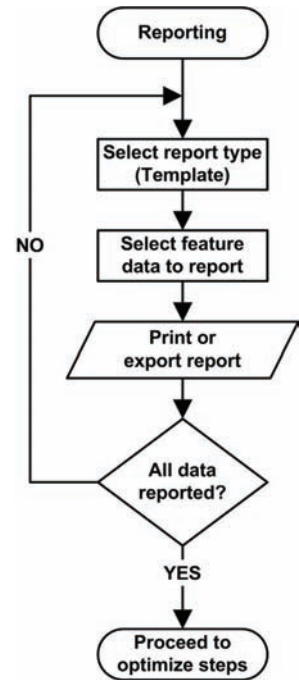 Reporting
Select report type
(Template)
NO
Select feature
data to report
Print or
export report
All data
reported?
YES
Proceed to
optimize steps